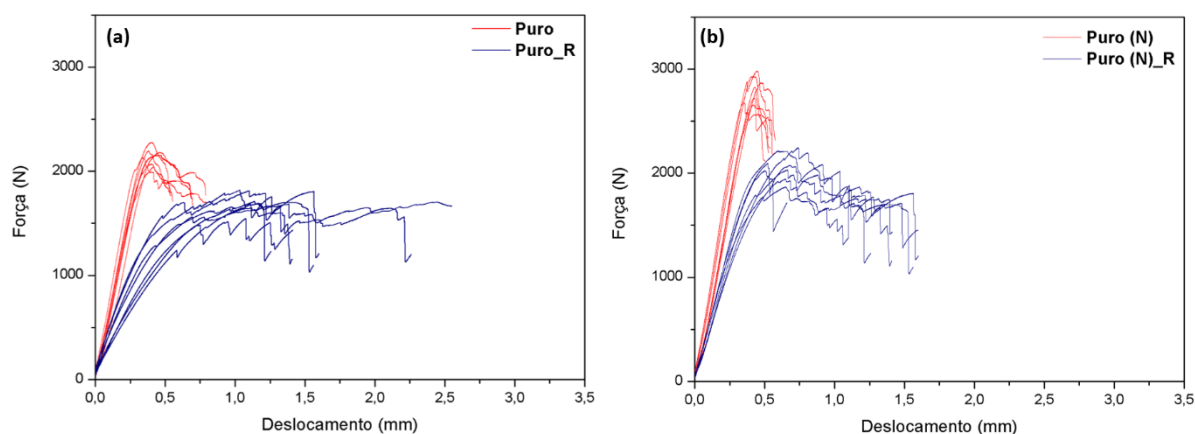 (a)
Puro
Puro_R
3000
2000
1000
0
Força (N)
0,0 0,5 1,0 1,5 2,0 2,5 3,0 3,5
Deslocamento (mm)
(b)
Puro (N)
Puro (N)_R
3000
2000
1000
0
Força (N)
0,0 0,5 1,0 1,5 2,0 2,5 3,0 3,5
Deslocamento (mm)